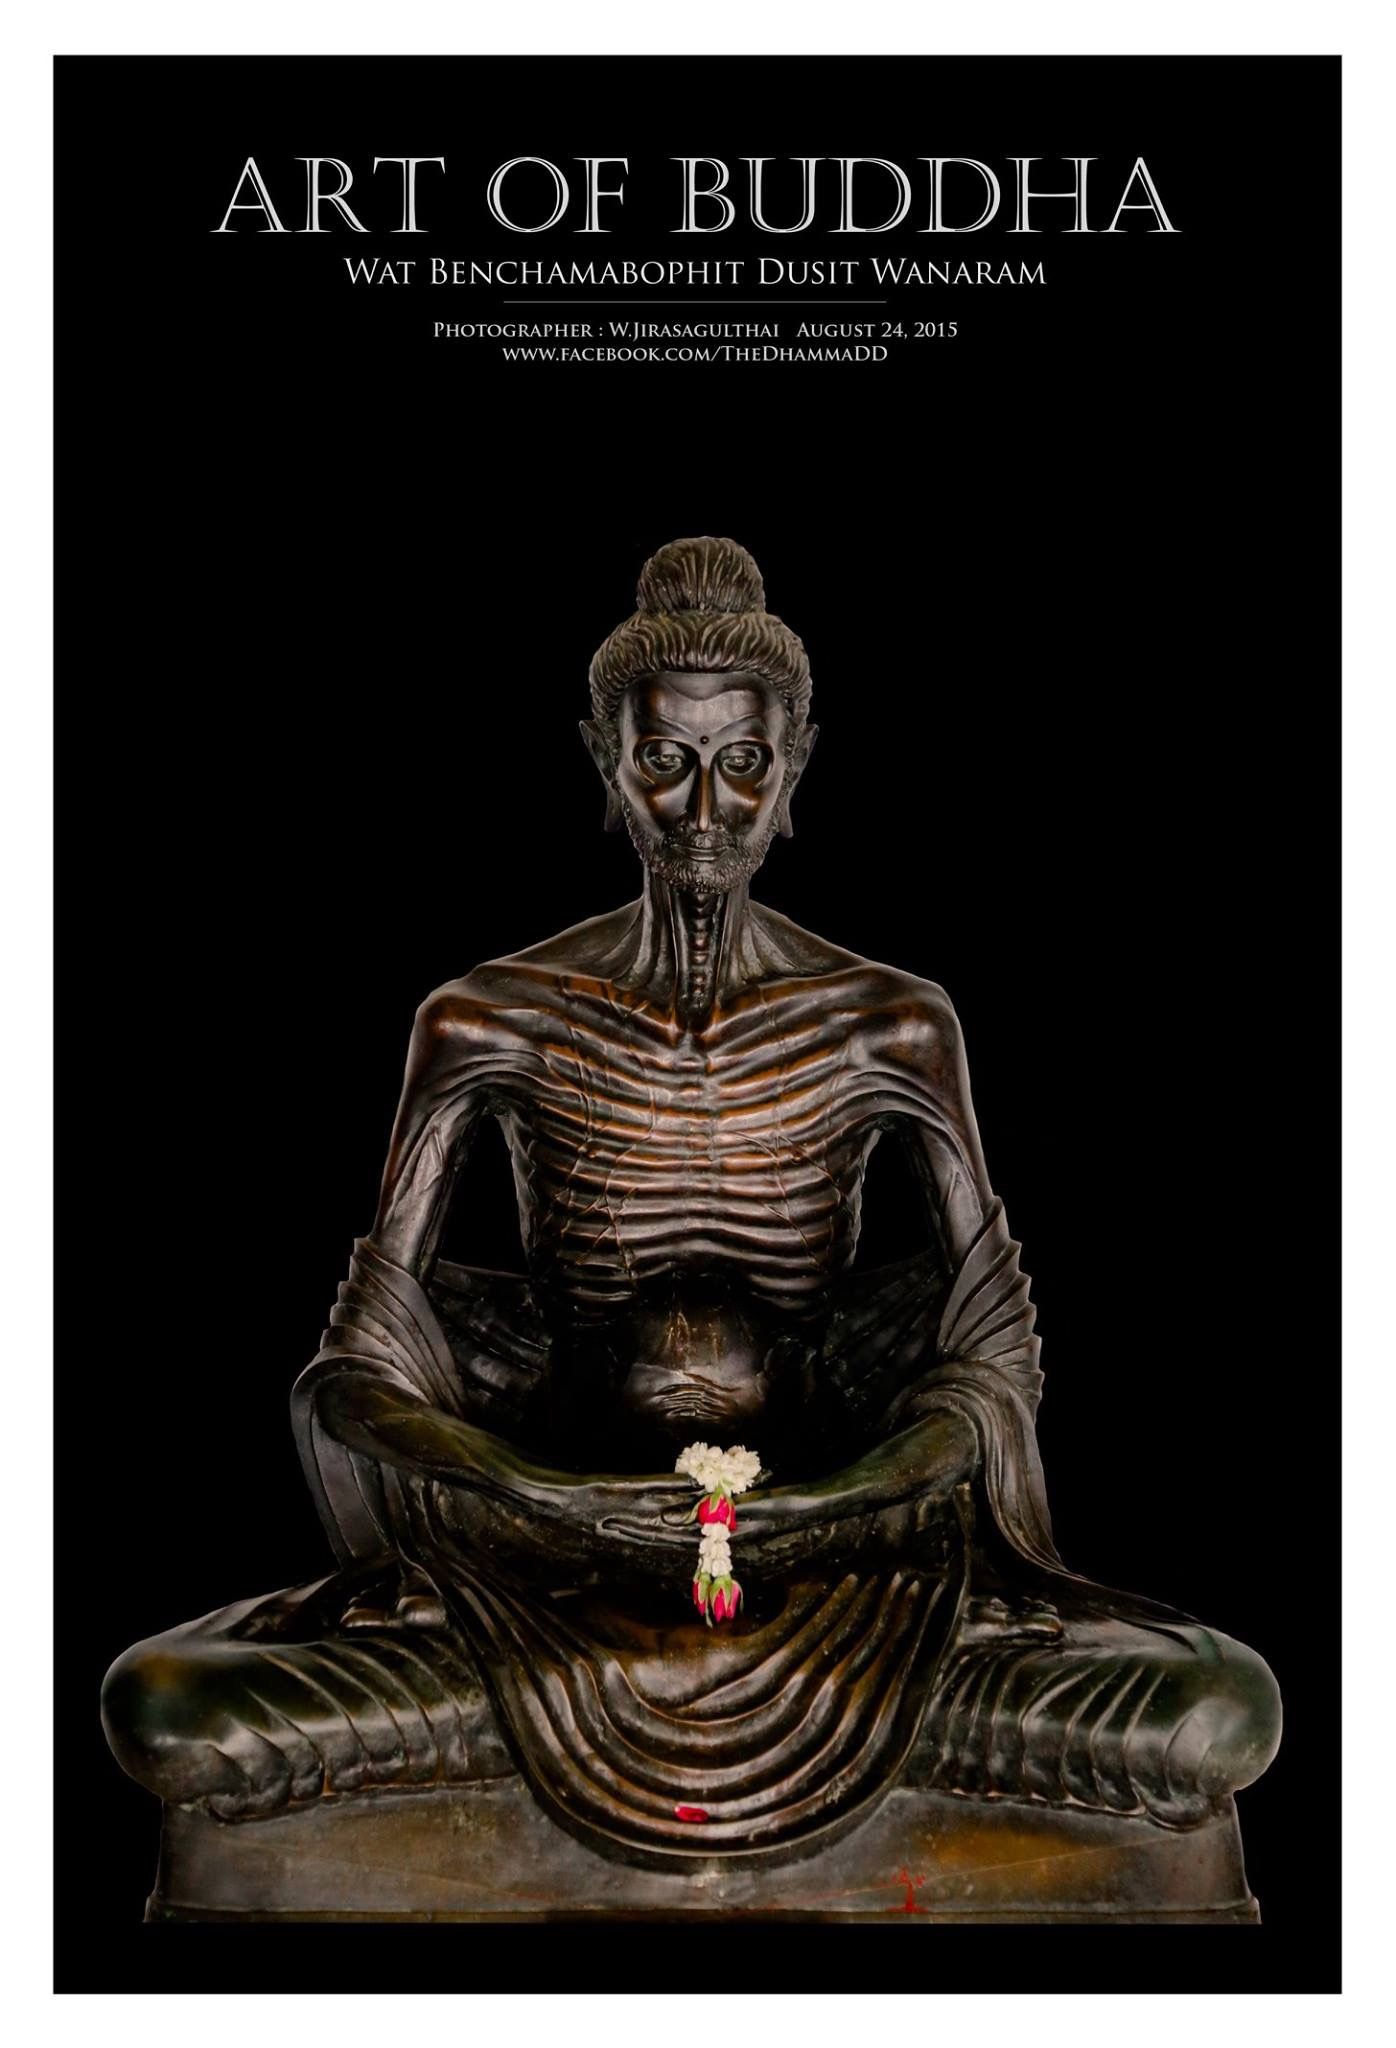 ART OF BUDDHA
WAT BENCHAMABOPHIT DUSIT WANARAM
PHOTOGRAPHER : W.JIRASAGULTHAI AUGUST 24, 2015
WWW.FACEBOOK.COM/THEDHAMMADD